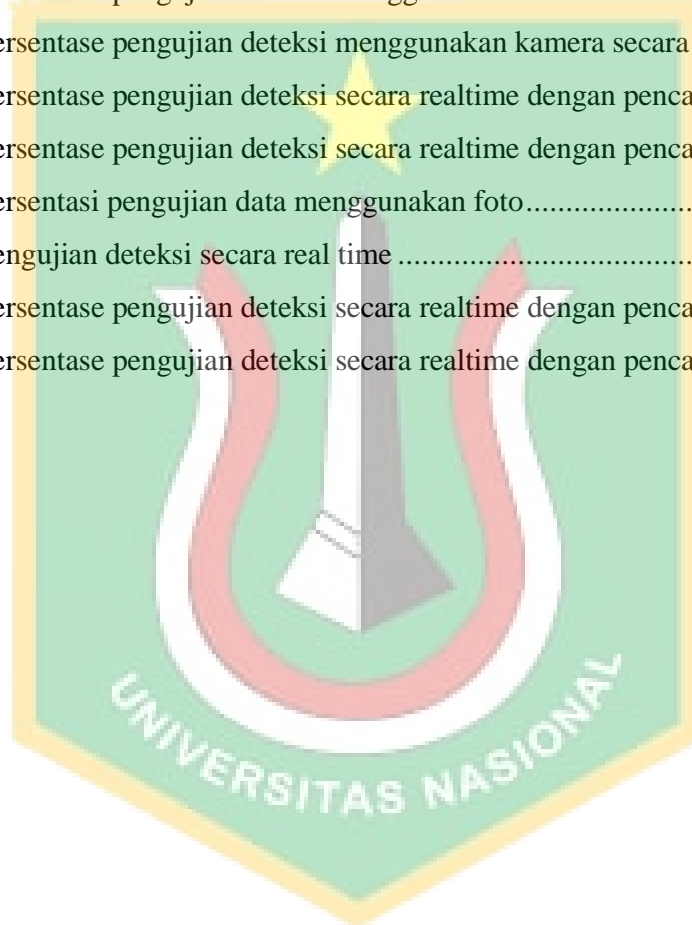 ersentase pengujian deteksi menggunakan kamera secara
ersentase pengujian deteksi secara realtime dengan penca
ersentase pengujian deteksi secara realtime dengan penca
ersentasi pengujian data menggunakan foto......................
engujian deteksi secara real time ......................................
ersentase pengujian deteksi secara realtime dengan penca
ersentase pengujian deteksi secara realtime dengan penca
UNIVERSITAS NASIONAL